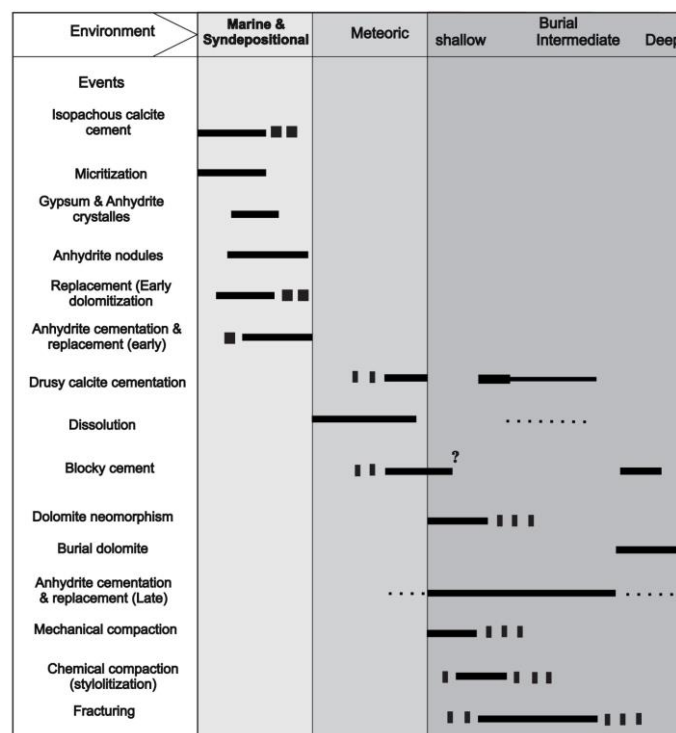 Environment
Marine &
Syndepositional
Meteoric
Burial
shallow
Intermediate
Deep
Events
Isopachous calcite
cement
Micritization
Gypsum & Anhydrite
crystalles
Anhydrite nodules
Replacement (Early
dolomitization
Anhydrite cementation &
replacement (early)
Drusy calcite cementation
Dissolution
Blocky cement
?
Dolomite neomorphism
Burial dolomite
Anhydrite cementation
& replacement (Late)
Mechanical compaction
Chemical compaction
(stylolitization)
Fracturing